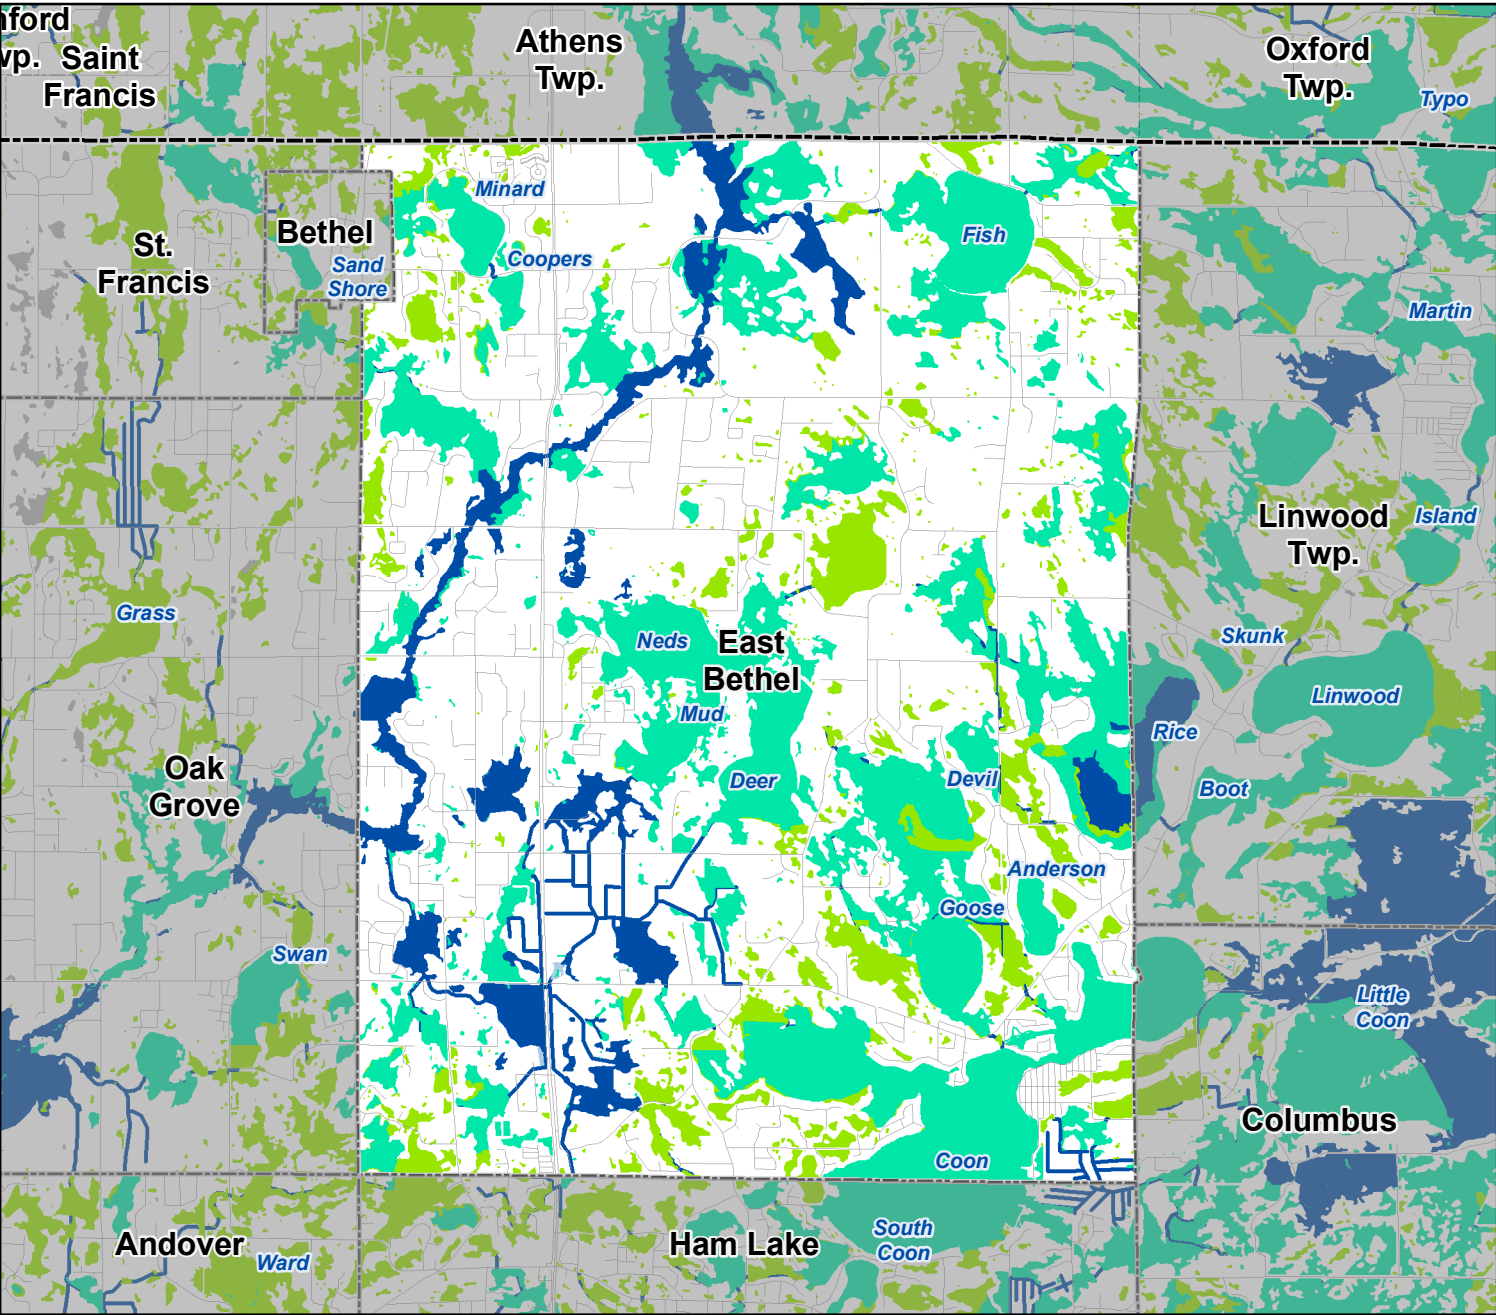 nford
wp.
Saint
Francis
Athens
Twp.
Oxford
Twp.
Typo
Minard
Bethel
Sand
Shore
Coopers
Fish
St.
Francis
Martin
Linwood
Twp.
Island
Grass
Neds
East
Bethel
Skunk
Linwood
Mud
Rice
Oak
Grove
Deer
Devil
Boot
Anderson
Goose
Swan
Little
Coon
Columbus
Coon
Andover
Ward
Ham Lake
South
Coon